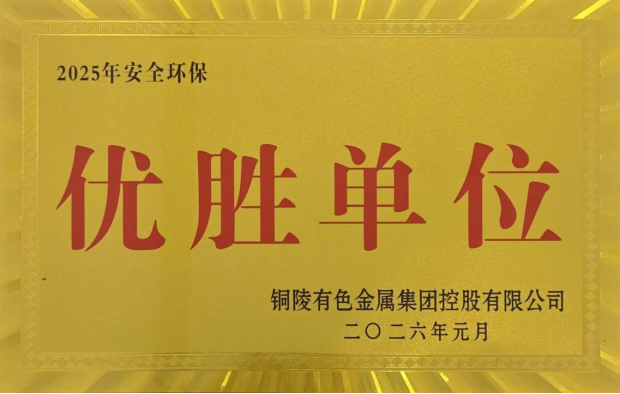 2025年安全环保
优胜单位
铜陵有色金属集团控股有限公司
二〇二六年元月